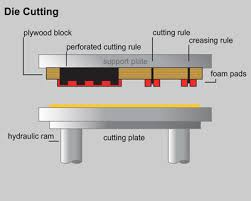 Die Cutting
cutting rule
plywood block
creasing rule
perforated cutting rule
support plate
foam pads
hydraulic ram
cutting plate